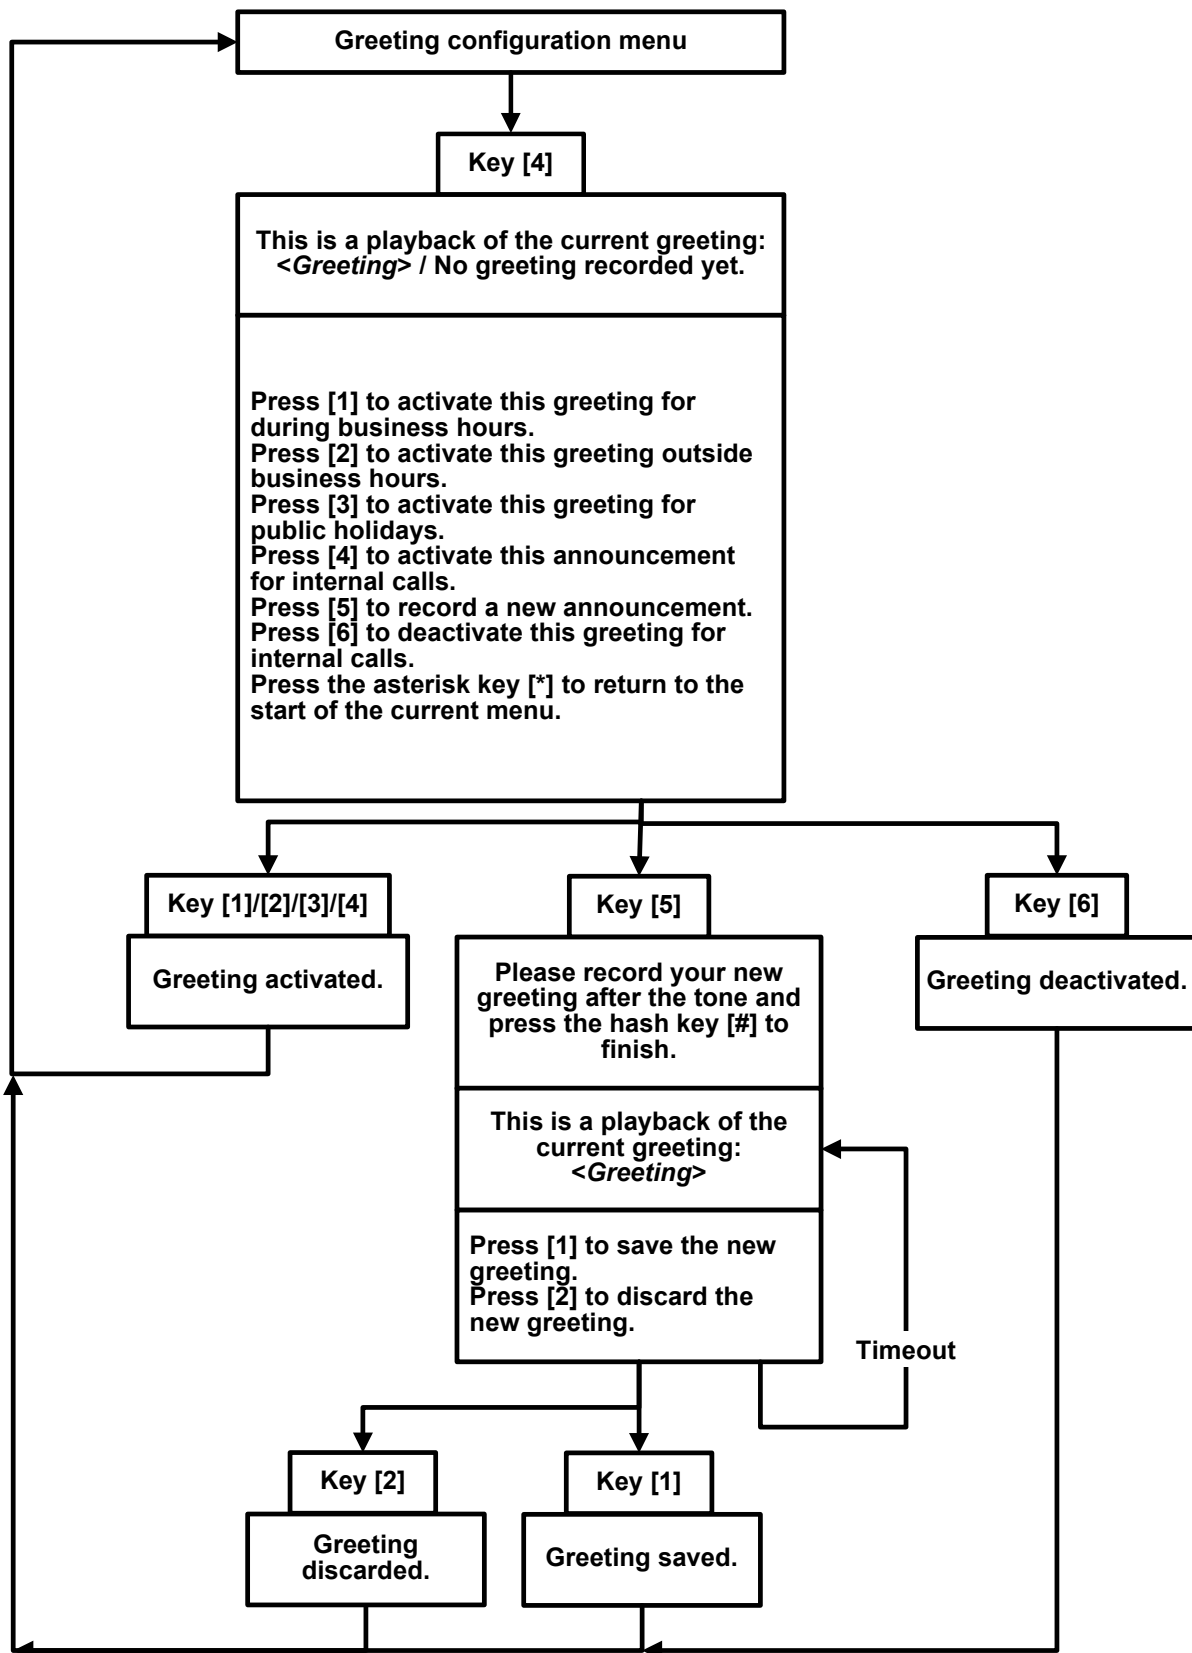 Greeting configuration menu
Key [4]
This is a playback of the current greeting:
<Greeting> / No greeting recorded yet.
Press [1] to activate this greeting for
during business hours.
Press [2] to activate this greeting outside
business hours.
Press [3] to activate this greeting for
public holidays.
Press [4] to activate this announcement
for internal calls.
Press [5] to record a new announcement.
Press [6] to deactivate this greeting for
internal calls.
Press the asterisk key [*] to return to the
start of the current menu.
Key [1]/[2]/[3]/[4]
Greeting activated.
Key [5]
Please record your new
greeting after the tone and
press the hash key [#] to
finish.
This is a playback of the
current greeting:
<Greeting>
Press [1] to save the new
greeting.
Press [2] to discard the
new greeting.
Key [6]
Greeting deactivated.
Timeout
Key [2]
Greeting
discarded.
Key [1]
Greeting saved.